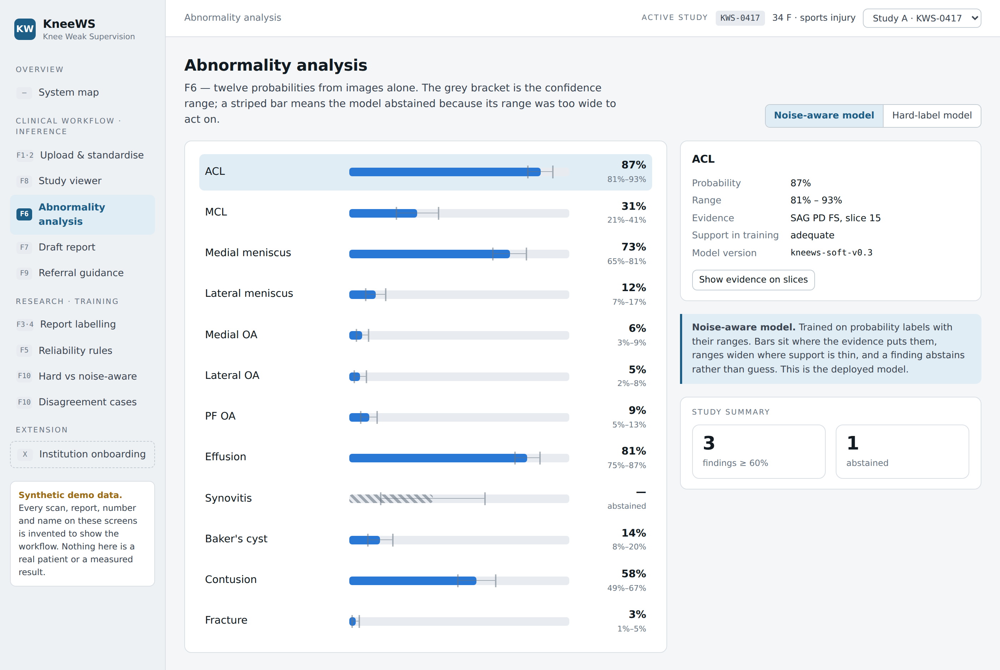 KW
KneeWS
Knee Weak Supervision
OVERVIEW
– System map
CLINICAL WORKFLOW ·
INFERENCE
F1·2 Upload & standardise
F8 Study viewer
F6 Abnormality
analysis
F7 Draft report
F9 Referral guidance
RESEARCH · TRAINING
F3·4 Report labelling
F5 Reliability rules
F10 Hard vs noise-aware
F10 Disagreement cases
EXTENSION
X Institution onboarding
Synthetic demo data.
Every scan, report, number
and name on these screens
is invented to show the
workflow. Nothing here is a
real patient or a measured
result.
Abnormality analysis
ACTIVE STUDY KWS-0417 34 F · sports injury Study A · KWS-0417
Abnormality analysis
F6 — twelve probabilities from images alone. The grey bracket is the confidence
range; a striped bar means the model abstained because its range was too wide to
act on.
Noise-aware model Hard-label model
ACL 87%
81%–93%
MCL 31%
21%–41%
Medial meniscus 73%
65%–81%
Lateral meniscus 12%
7%–17%
Medial OA 6%
3%–9%
Lateral OA 5%
2%–8%
PF OA 9%
5%–13%
Effusion 81%
75%–87%
Synovitis —
abstained
Baker's cyst 14%
8%–20%
Contusion 58%
49%–67%
Fracture 3%
1%–5%
ACL
Probability 87%
Range 81% – 93%
Evidence SAG PD FS, slice 15
Support in training adequate
Model version kneews-soft-v0.3
Show evidence on slices
Noise-aware model. Trained on probability labels with
their ranges. Bars sit where the evidence puts them,
ranges widen where support is thin, and a finding abstains
rather than guess. This is the deployed model.
STUDY SUMMARY
3
findings ≥ 60%
1
abstained